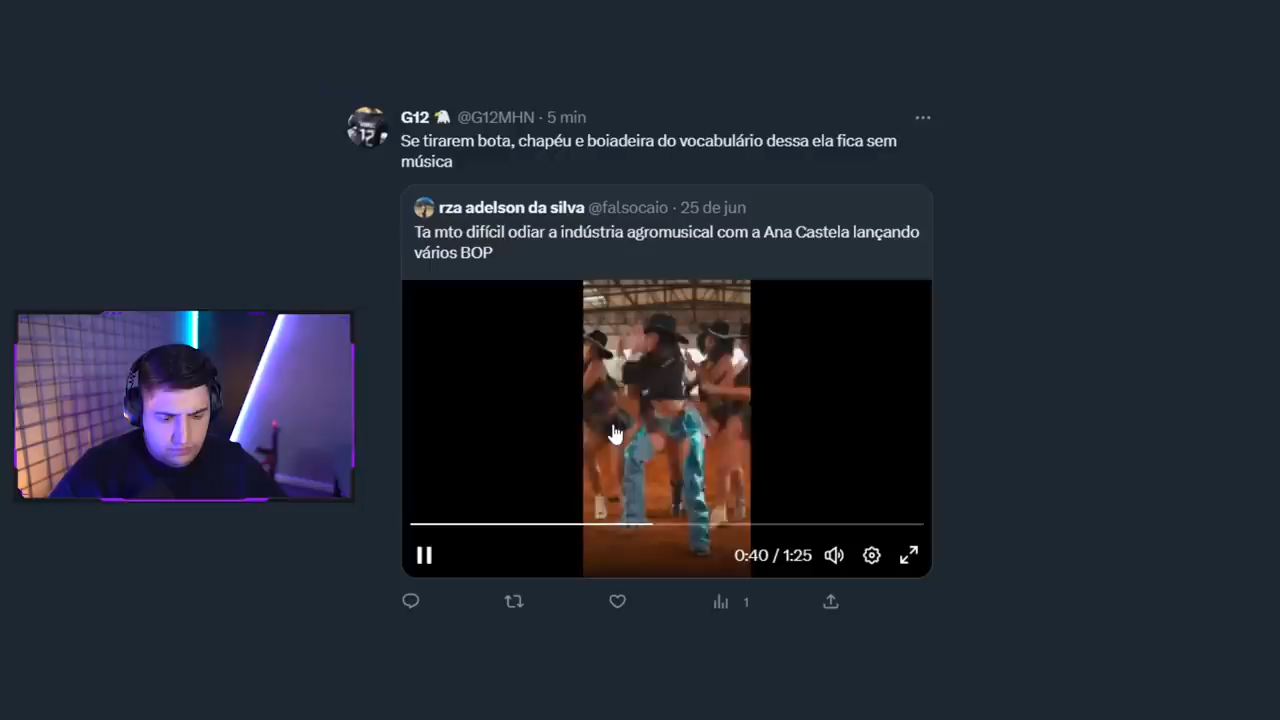 G12 🦅 @G12MHN · 5 min
Se tirarem bota, chapéu e boiadeira do vocabulário dessa ela fica sem
música
rza adelson da silva @falsocaio · 25 de jun
Ta mto difícil odiar a indústria agromusical com a Ana Castela lançando
vários BOP
0:40 / 1:25
1